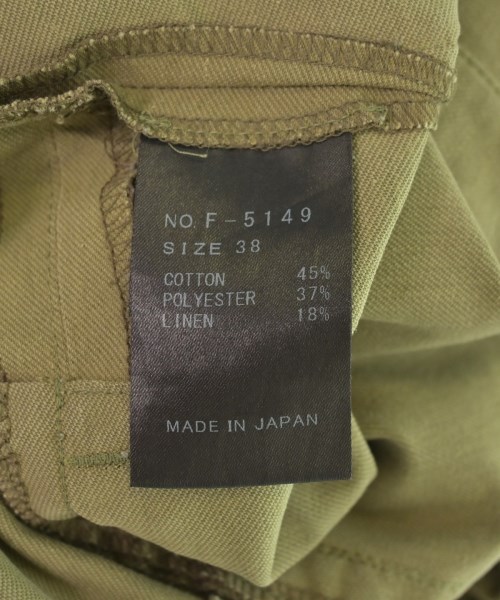 NO. F-5149
SIZE 38
COTTON 45%
POLYESTER 37%
LINEN 18%
MADE IN JAPAN